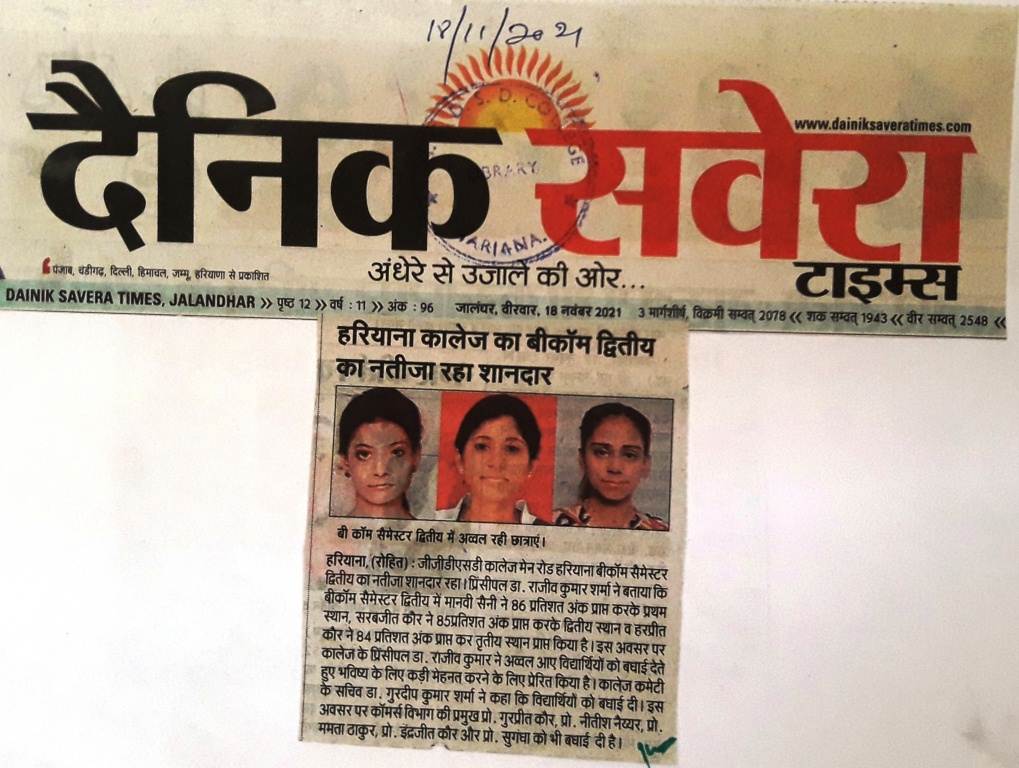 18/11/2021
दैनिक सवेरा
www.dainiksaveratimes.com
S. D. COLLEGE
LIBRARY
HARIANA.
टाइम्स
पंजाब, चंडीगढ़, दिल्ली, हिमाचल, जम्मू, हरियाणा से प्रकाशित
अंधेरे से उजाले की ओर...
DAINIK SAVERA TIMES, JALANDHAR >> पृष्ठ 12 >> वर्ष : 11 >> अंक : 96 जालंधर, वीरवार, 18 नवंबर 2021 3 मार्गशीर्ष, विक्रमी सम्वत् 2078 << शक सम्वत् 1943 << वीर सम्वत् 2548 <<
हरियाना कालेज का बीकॉम द्वितीय
का नतीजा रहा शानदार
बी कॉम सैमेस्टर द्वितीय में अव्वल रही छात्राएं।
हरियाना, (रोहित) : जीजीडीएसडी कालेज मेन रोड हरियाना बीकॉम सैमेस्टर
द्वितीय का नतीजा शानदार रहा। प्रिंसीपल डा. राजीव कुमार शर्मा ने बताया कि
बीकॉम सैमेस्टर द्वितीय में मानवी सैनी ने 86 प्रतिशत अंक प्राप्त करके प्रथम
स्थान, सरबजीत कौर ने 85प्रतिशत अंक प्राप्त करके द्वितीय स्थान व हरप्रीत
कौर ने 84 प्रतिशत अंक प्राप्त कर तृतीय स्थान प्राप्त किया है। इस अवसर पर
कालेज के प्रिंसीपल डा. राजीव कुमार ने अव्वल आए विद्यार्थियों को बधाई देते
हुए भविष्य के लिए कड़ी मेहनत करने के लिए प्रेरित किया है। कालेज कमेटी
के सचिव डा. गुरदीप कुमार शर्मा ने कहा कि विद्यार्थियों को बधाई दी। इस
अवसर पर कॉमर्स विभाग की प्रमुख प्रो. गुरप्रीत कौर, प्रो. नीतीश नैय्यर, प्रो.
ममता ठाकुर, प्रो. इंद्रजीत कौर और प्रो. सुगंधा को भी बधाई दी है।